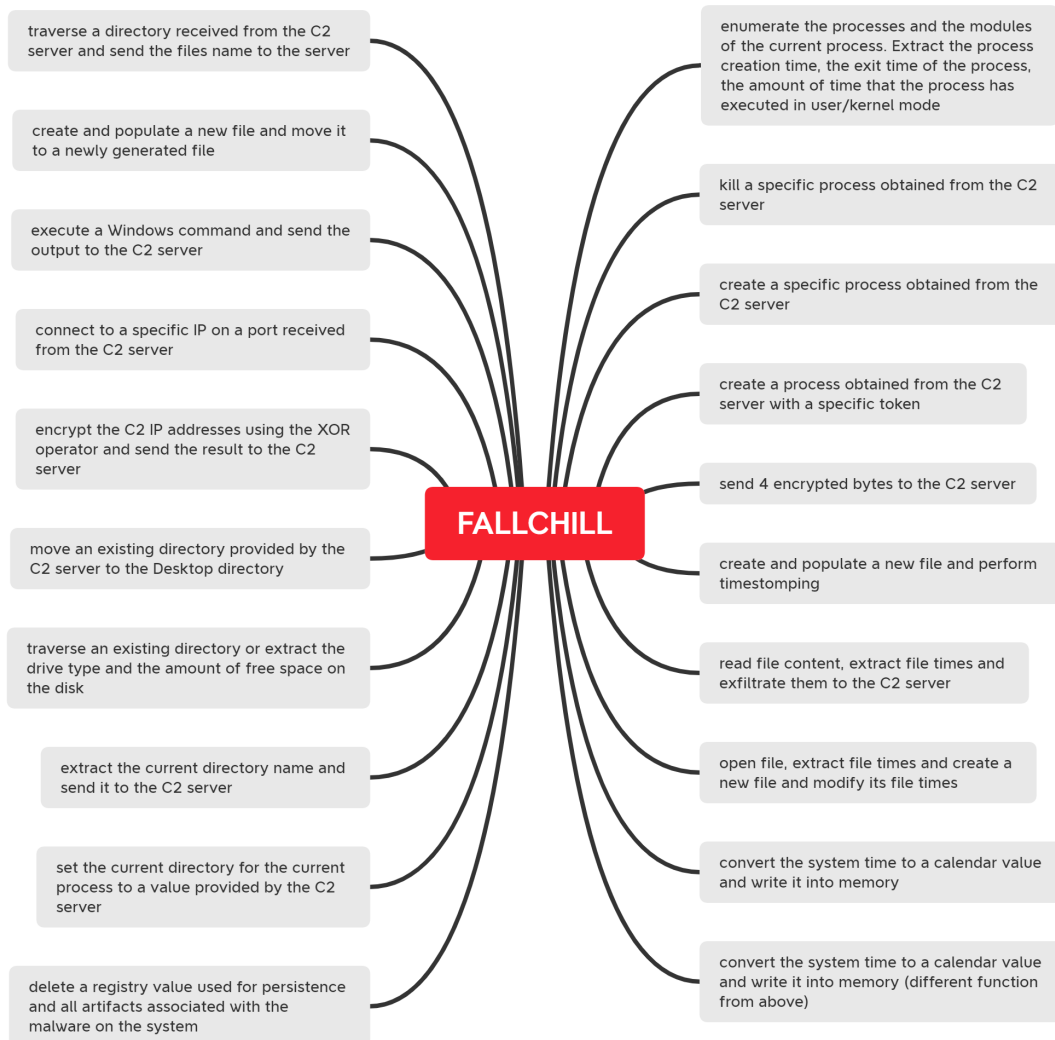 traverse a directory received from the C2
server and send the files name to the server
create and populate a new file and move it
to a newly generated file
execute a Windows command and send the
output to the C2 server
connect to a specific IP on a port received
from the C2 server
encrypt the C2 IP addresses using the XOR
operator and send the result to the C2
server
move an existing directory provided by the
C2 server to the Desktop directory
traverse an existing directory or extract the
drive type and the amount of free space on
the disk
extract the current directory name and
send it to the C2 server
set the current directory for the current
process to a value provided by the C2
server
delete a registry value used for persistence
and all artifacts associated with the
malware on the system
FALLCHILL
enumerate the processes and the modules
of the current process. Extract the process
creation time, the exit time of the process,
the amount of time that the process has
executed in user/kernel mode
kill a specific process obtained from the C2
server
create a specific process obtained from the
C2 server
create a process obtained from the C2
server with a specific token
send 4 encrypted bytes to the C2 server
create and populate a new file and perform
timestomping
read file content, extract file times and
exfiltrate them to the C2 server
open file, extract file times and create a
new file and modify its file times
convert the system time to a calendar value
and write it into memory
convert the system time to a calendar value
and write it into memory (different function
from above)